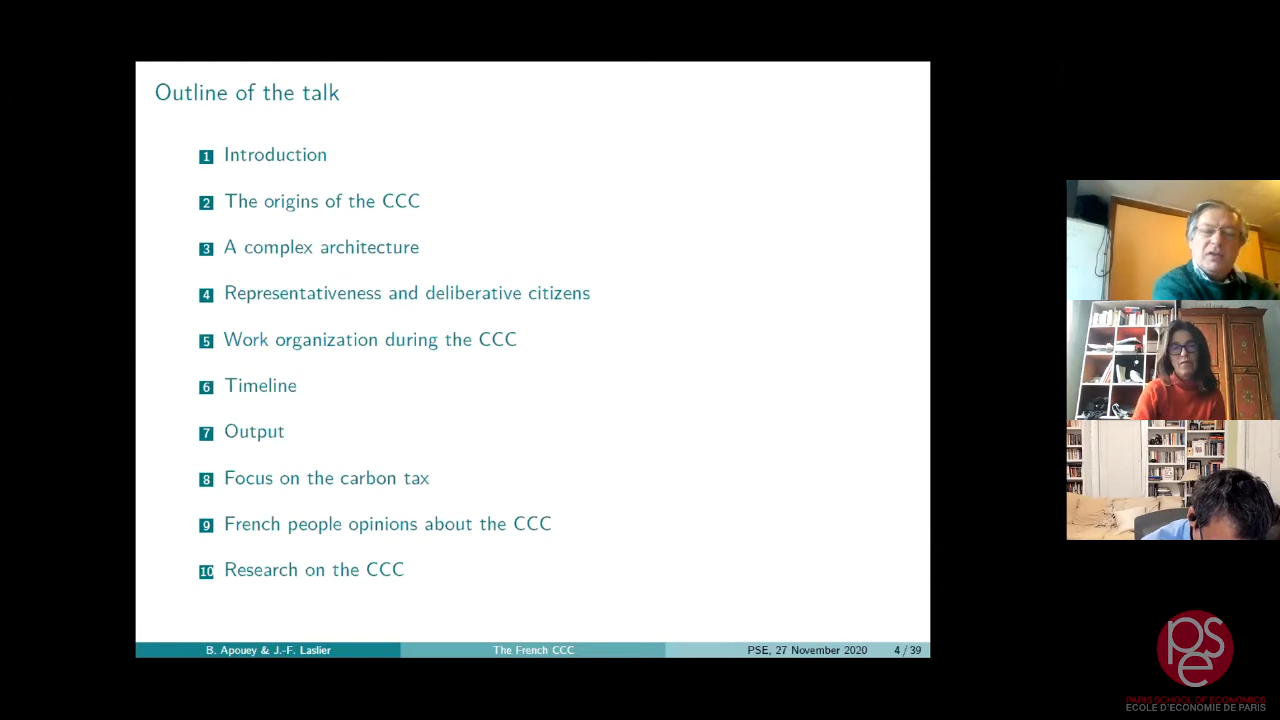 Outline of the talk
1 Introduction
2 The origins of the CCC
3 A complex architecture
4 Representativeness and deliberative citizens
5 Work organization during the CCC
6 Timeline
7 Output
8 Focus on the carbon tax
9 French people opinions about the CCC
10 Research on the CCC
B. Apouey & J.-F. Laslier The French CCC PSE, 27 November 2020 4 / 39
pse
PARIS SCHOOL OF ECONOMICS
ECOLE D'ECONOMIE DE PARIS